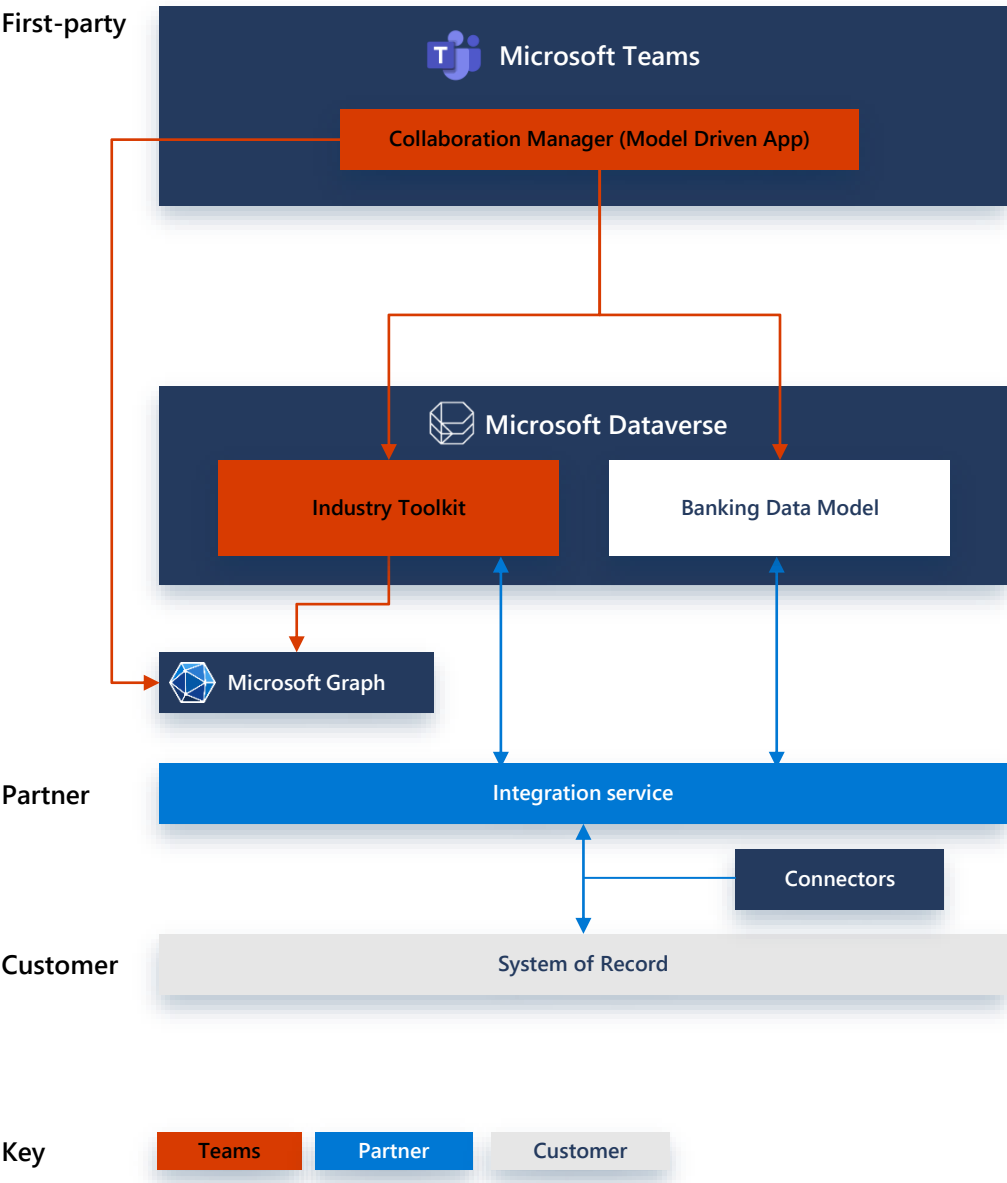 First-party
Microsoft Teams
T
Collaboration Manager (Model Driven App)
Microsoft Dataverse
Industry Toolkit
Banking Data Model
Microsoft Graph
Partner
Integration service
Connectors
Customer
System of Record
Key
Teams
Partner
Customer